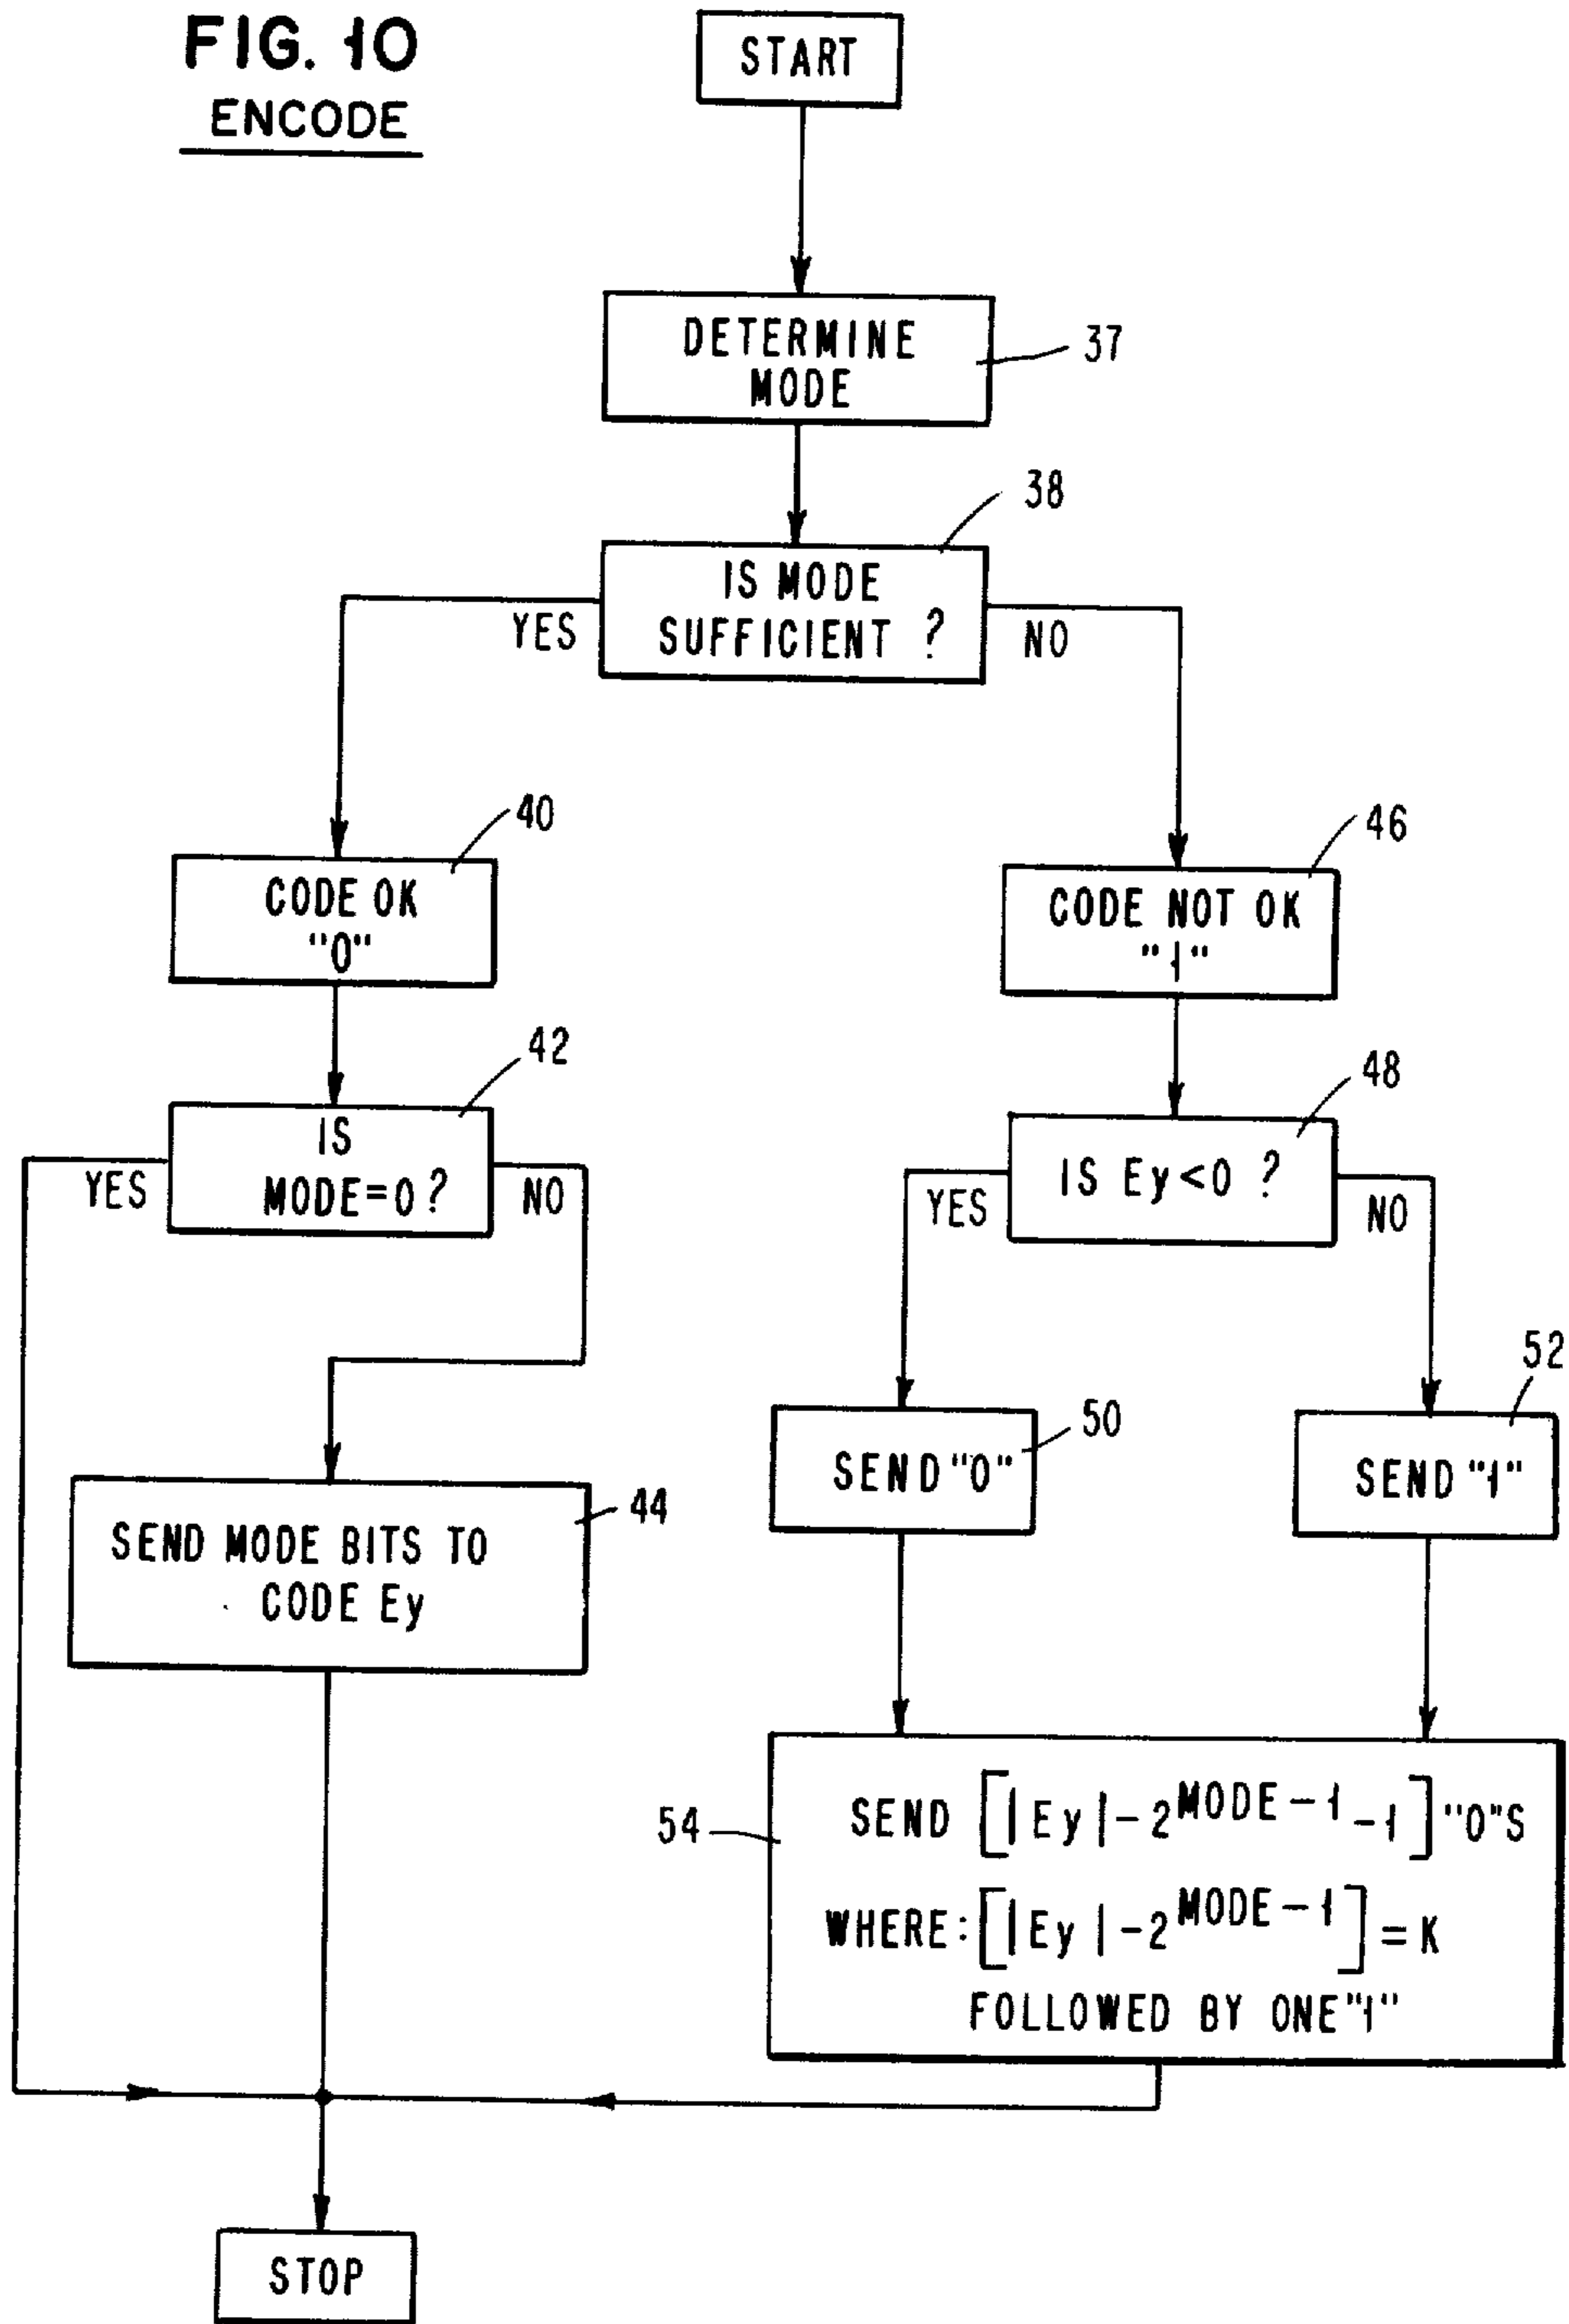 FIG. 10
ENCODE
START
DETERMINE
MODE
37
38
IS MODE
SUFFICIENT ?
YES
NO
40
CODE OK
"0"
46
CODE NOT OK
"1"
42
IS
MODE=0?
YES
NO
48
IS Ey<0 ?
YES
NO
44
SEND MODE BITS TO
CODE Ey
50
SEND "0"
52
SEND "1"
54
SEND [|Ey|-2^MODE-1 -1] "0"S
WHERE: [|Ey|-2^MODE-1] = K
FOLLOWED BY ONE "1"
STOP